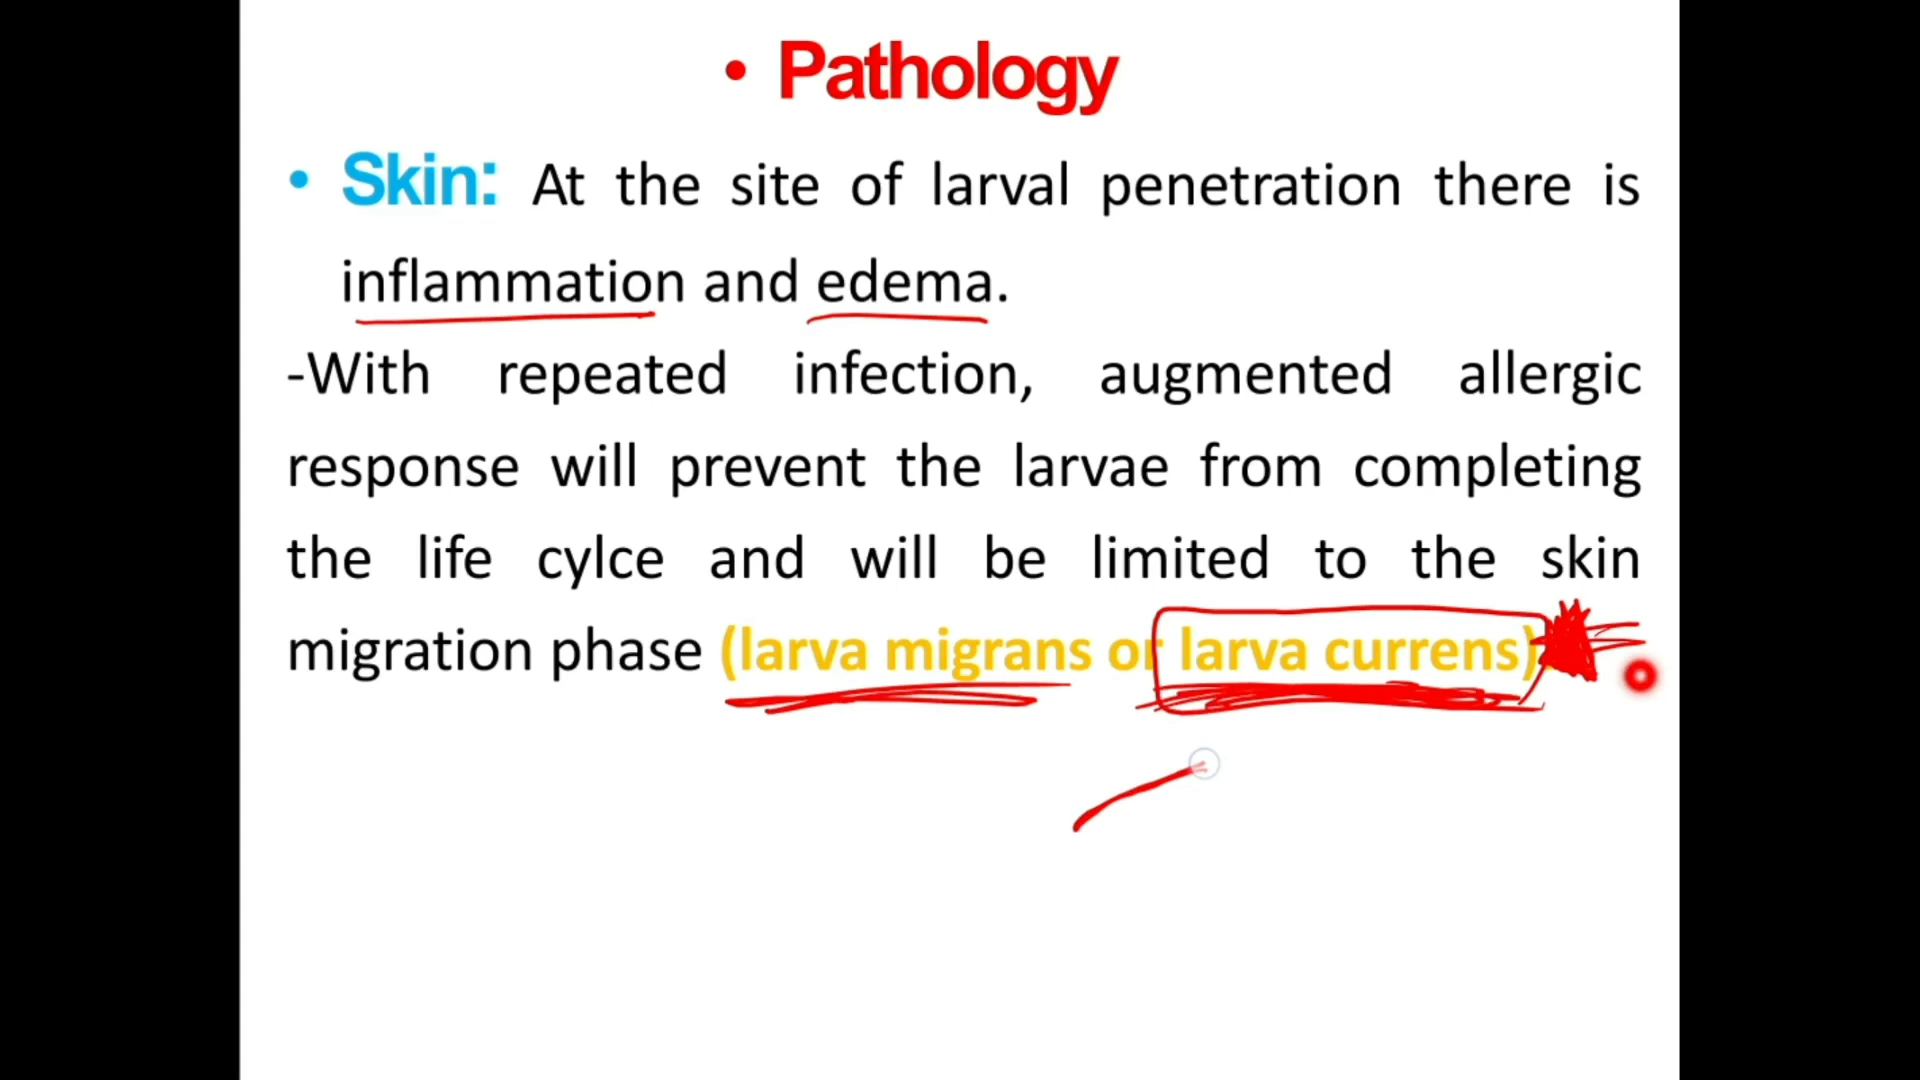 • Pathology
• Skin: At the site of larval penetration there is
inflammation and edema.
-With repeated infection, augmented allergic
response will prevent the larvae from completing
the life cylce and will be limited to the skin
migration phase (larva migrans or larva currens).